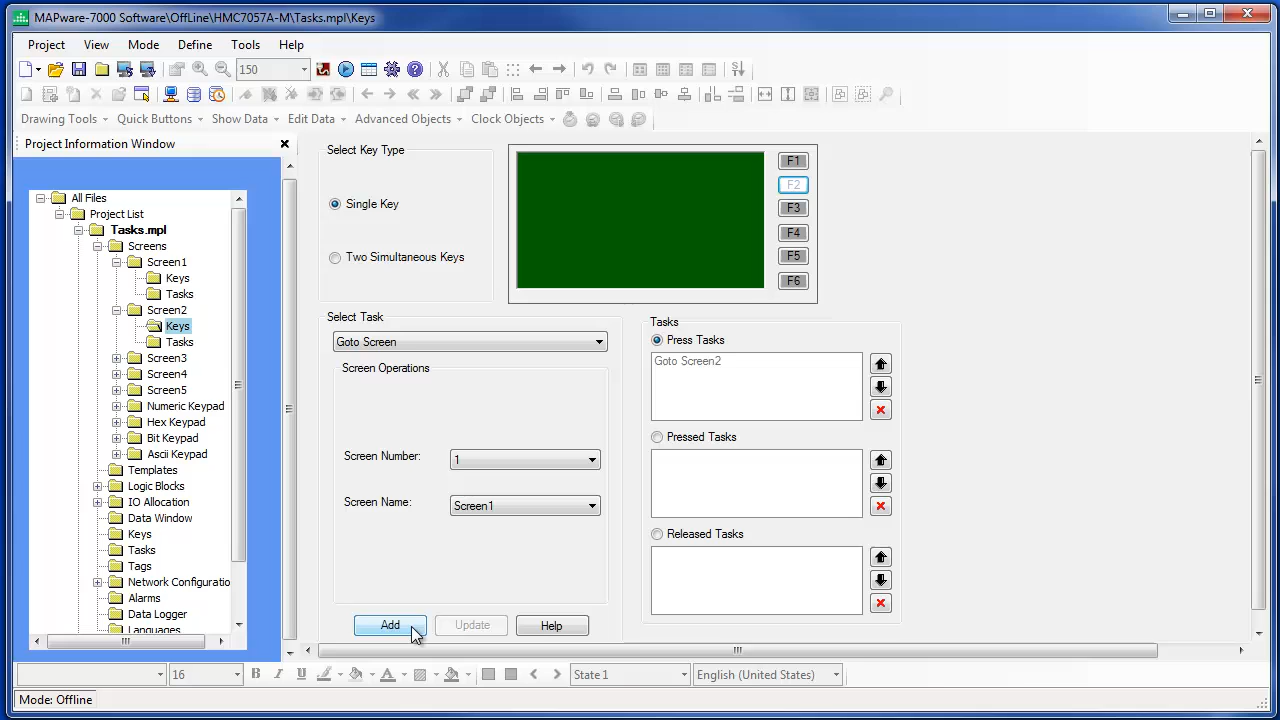 MAPware-7000 Software\OffLine\HMC7057A-M\Tasks.mpl\Keys
Project View Mode Define Tools Help
150
Drawing Tools Quick Buttons Show Data Edit Data Advanced Objects Clock Objects
Project Information Window
All Files
Project List
Tasks.mpl
Screens
Screen1
Keys
Tasks
Screen2
Keys
Tasks
Screen3
Screen4
Screen5
Numeric Keypad
Hex Keypad
Bit Keypad
Ascii Keypad
Templates
Logic Blocks
IO Allocation
Data Window
Keys
Tasks
Tags
Network Configuratio
Alarms
Data Logger
Languages
Select Key Type
Single Key
Two Simultaneous Keys
F1
F2
F3
F4
F5
F6
Select Task
Goto Screen
Screen Operations
Screen Number: 1
Screen Name: Screen1
Add Update Help
Tasks
Press Tasks
Goto Screen2
Pressed Tasks
Released Tasks
16 B I U A State 1 English (United States)
Mode: Offline